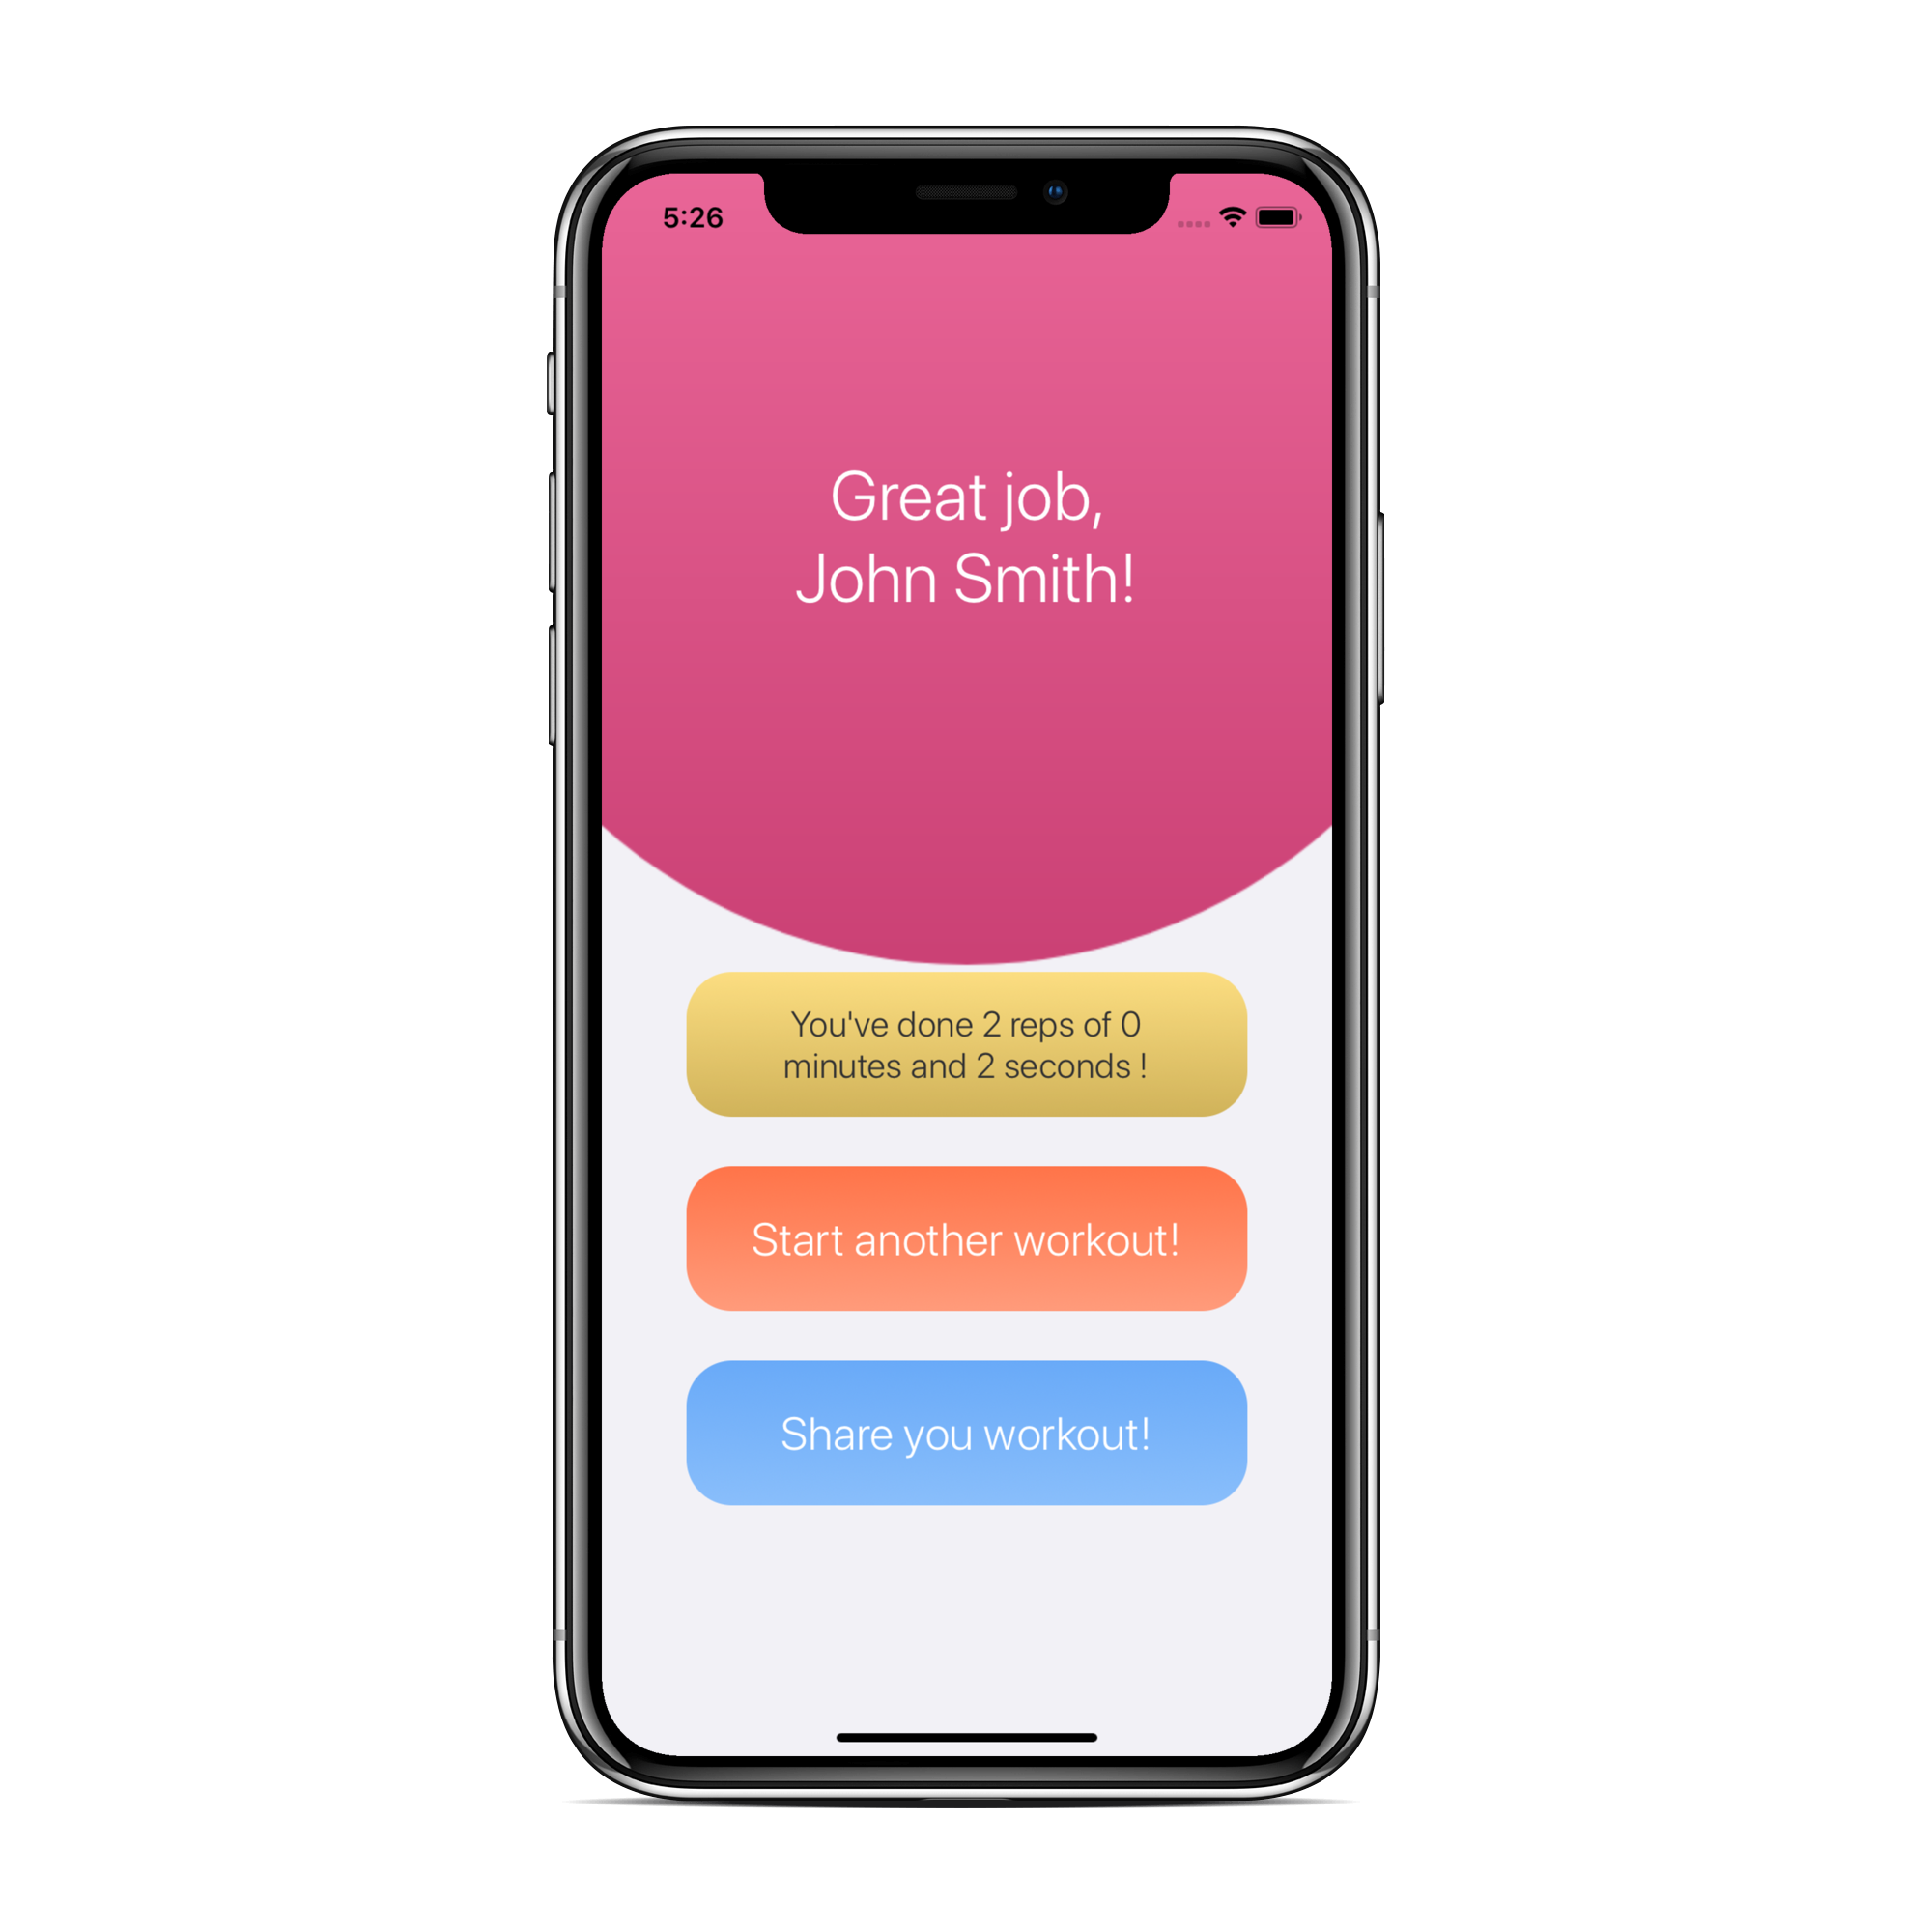 5:26
Great job,
John Smith!
You've done 2 reps of 0
minutes and 2 seconds !
Start another workout!
Share you workout!